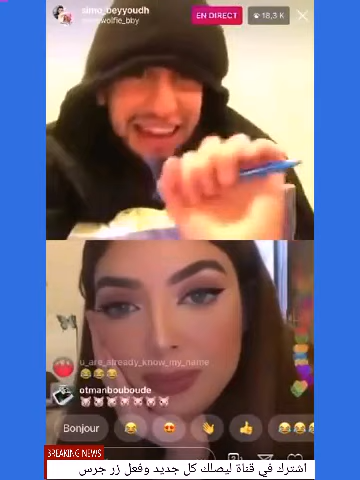 simo_beyyoudh
wolfie_bby
EN DIRECT
18,3 K
u_are_already_know_my_name
😂😂😂
otmanbouboude
Bonjour
BREAKING NEWS
اشترك في قناة ليصلك كل جديد وفعل زر جرس